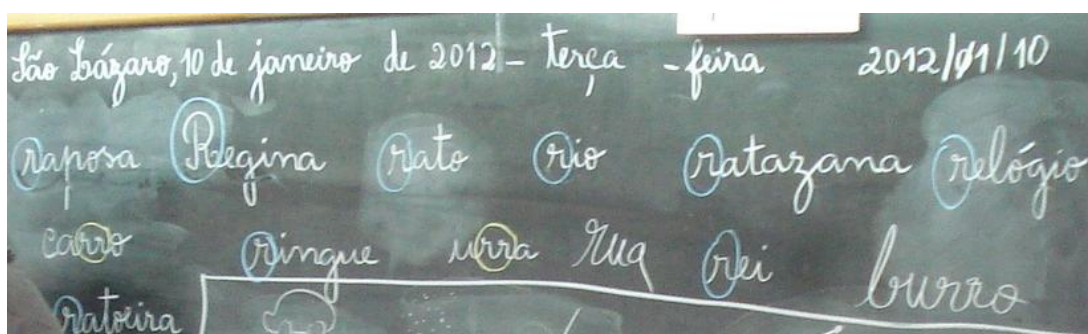 São Lázaro, 10 de janeiro de 2012 - terça - feira 2012/01/10
raposa Regina rato rio ratazana relógio
carro ringue urra rua rei burro
ratoeira